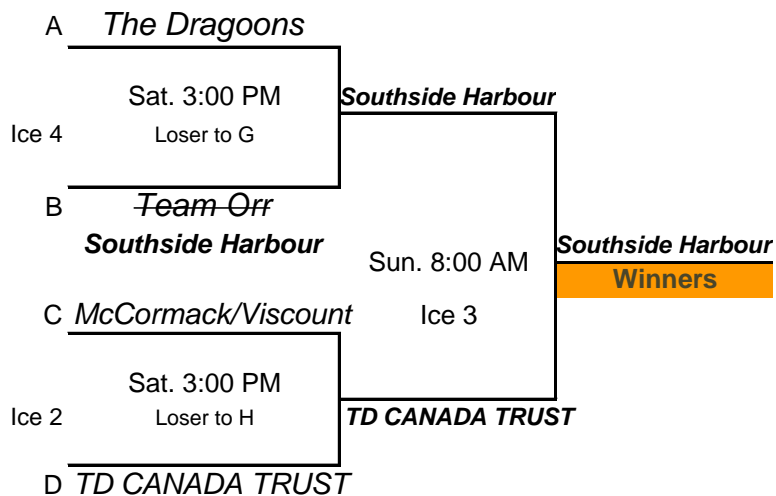 A The Dragoons
Sat. 3:00 PM
Southside Harbour
Ice 4
Loser to G
B Team Orr
Southside Harbour
Sun. 8:00 AM
Southside Harbour
Winners
C McCormack/Viscount
Ice 3
Sat. 3:00 PM
Ice 2
Loser to H
TD CANADA TRUST
D TD CANADA TRUST